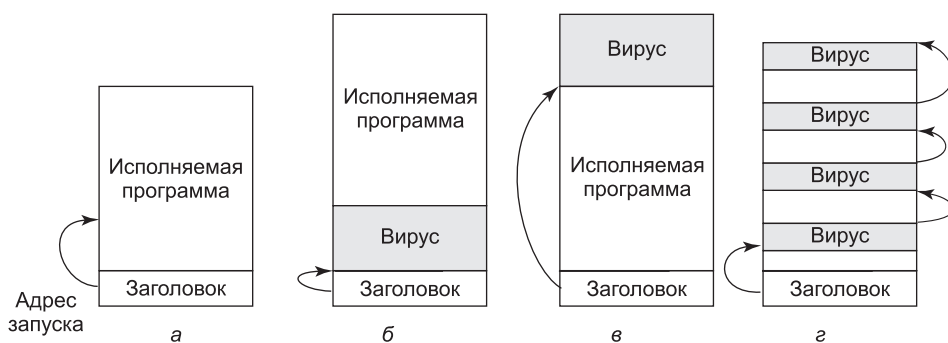 Исполняемая
программа
Заголовок
Адрес
запуска
а
Исполняемая
программа
Вирус
Заголовок
б
Вирус
Исполняемая
программа
Заголовок
в
Вирус
Вирус
Вирус
Вирус
Заголовок
г